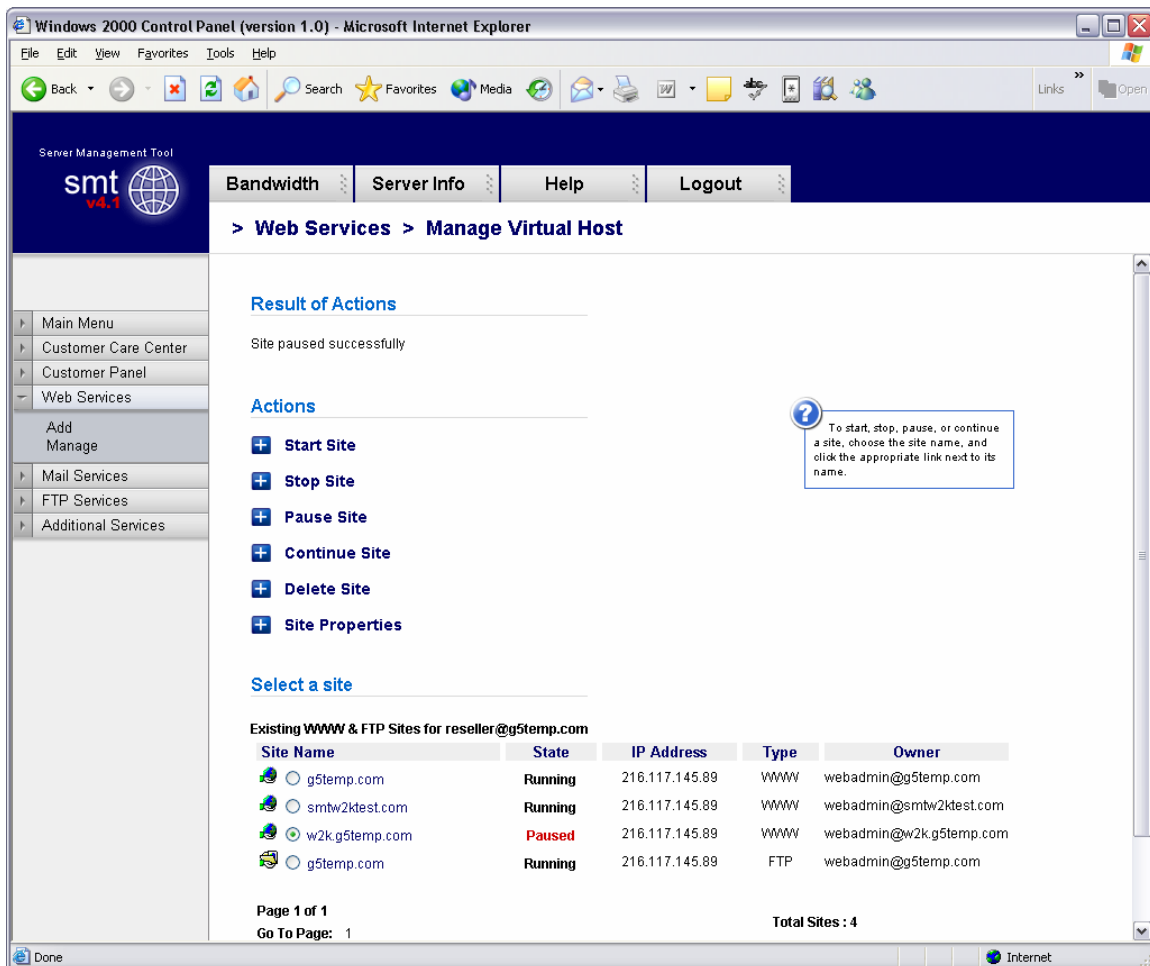 Windows 2000 Control Panel (version 1.0) - Microsoft Internet Explorer
File Edit View Favorites Tools Help
Back Search Favorites Media Links Open
Server Management Tool
smt
v4.1
Bandwidth Server Info Help Logout
> Web Services > Manage Virtual Host
Main Menu
Customer Care Center
Customer Panel
Web Services
Add
Manage
Mail Services
FTP Services
Additional Services
Result of Actions
Site paused successfully
Actions
Start Site
Stop Site
Pause Site
Continue Site
Delete Site
Site Properties
To start, stop, pause, or continue
a site, choose the site name, and
click the appropriate link next to its
name.
Select a site
Existing WWW & FTP Sites for reseller@g5temp.com
Site Name State IP Address Type Owner
g5temp.com Running 216.117.145.89 WWW webadmin@g5temp.com
smtw2ktest.com Running 216.117.145.89 WWW webadmin@smtw2ktest.com
w2k.g5temp.com Paused 216.117.145.89 WWW webadmin@w2k.g5temp.com
g5temp.com Running 216.117.145.89 FTP webadmin@g5temp.com
Page 1 of 1
Total Sites : 4
Go To Page: 1
Done Internet